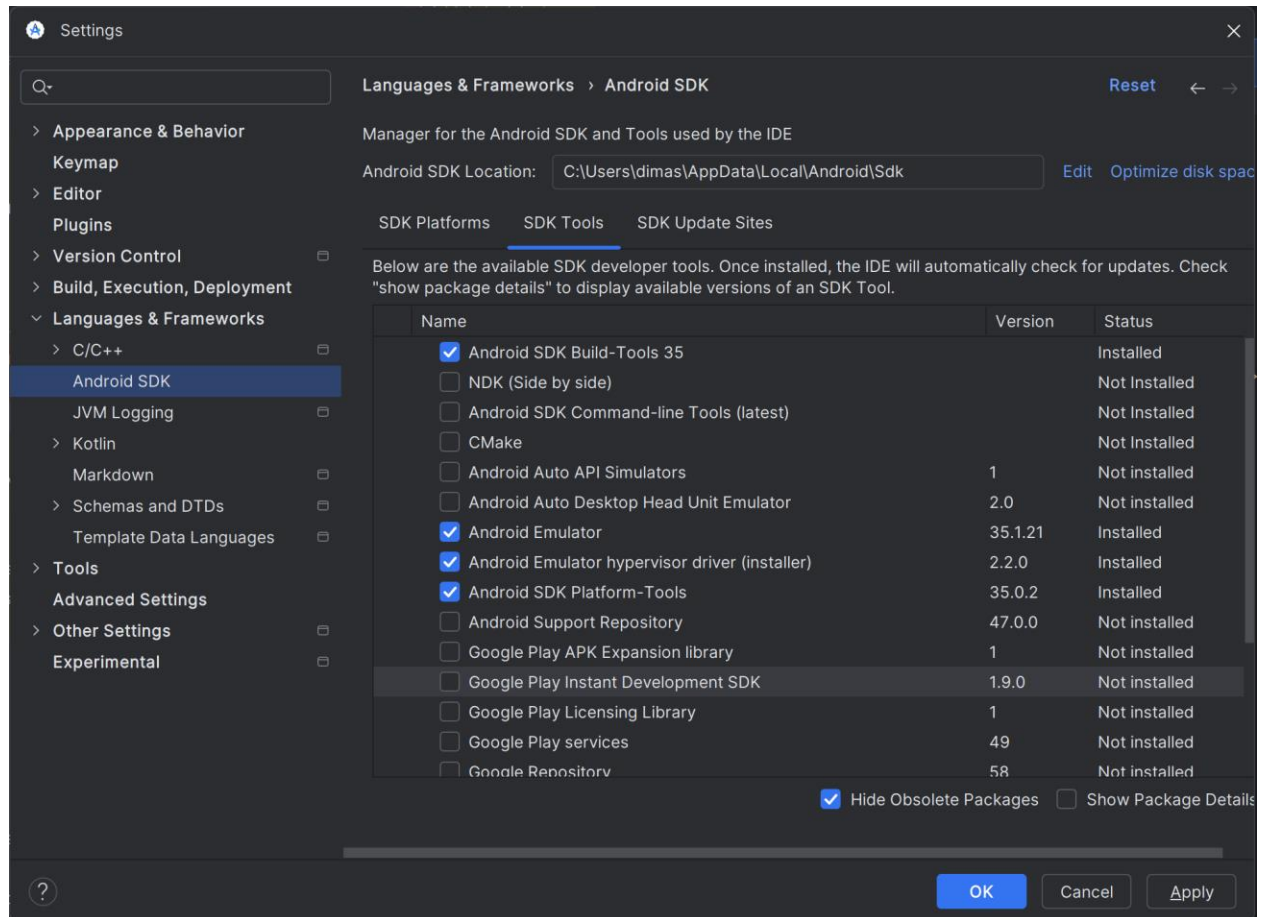 Settings
Languages & Frameworks › Android SDK
Reset
Appearance & Behavior
Keymap
Editor
Plugins
Version Control
Build, Execution, Deployment
Languages & Frameworks
C/C++
Android SDK
JVM Logging
Kotlin
Markdown
Schemas and DTDs
Template Data Languages
Tools
Advanced Settings
Other Settings
Experimental
Manager for the Android SDK and Tools used by the IDE
Android SDK Location: C:\Users\dimas\AppData\Local\Android\Sdk Edit Optimize disk spac
SDK Platforms SDK Tools SDK Update Sites
Below are the available SDK developer tools. Once installed, the IDE will automatically check for updates. Check
"show package details" to display available versions of an SDK Tool.
Name Version Status
Android SDK Build-Tools 35 Installed
NDK (Side by side) Not Installed
Android SDK Command-line Tools (latest) Not Installed
CMake Not Installed
Android Auto API Simulators 1 Not installed
Android Auto Desktop Head Unit Emulator 2.0 Not installed
Android Emulator 35.1.21 Installed
Android Emulator hypervisor driver (installer) 2.2.0 Installed
Android SDK Platform-Tools 35.0.2 Installed
Android Support Repository 47.0.0 Not installed
Google Play APK Expansion library 1 Not installed
Google Play Instant Development SDK 1.9.0 Not installed
Google Play Licensing Library 1 Not installed
Google Play services 49 Not installed
Google Repository 58 Not installed
Hide Obsolete Packages Show Package Details
? OK Cancel Apply